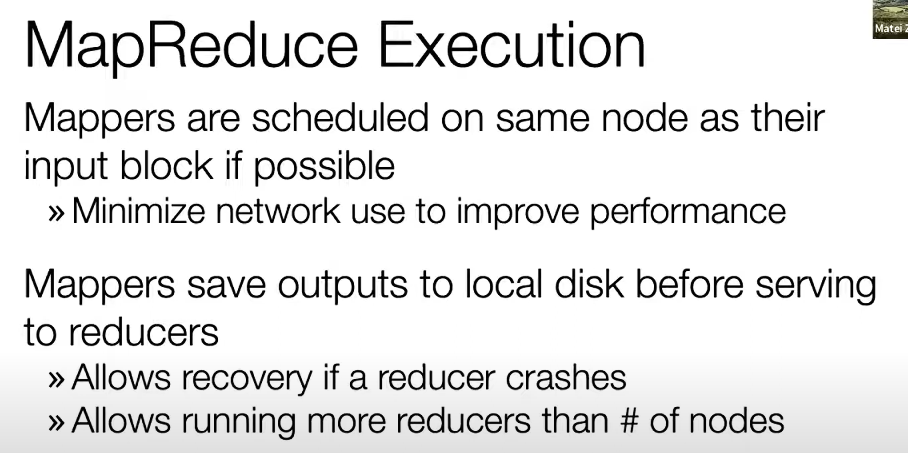 MapReduce Execution
Matei Z
Mappers are scheduled on same node as their
input block if possible
» Minimize network use to improve performance
Mappers save outputs to local disk before serving
to reducers
» Allows recovery if a reducer crashes
» Allows running more reducers than # of nodes